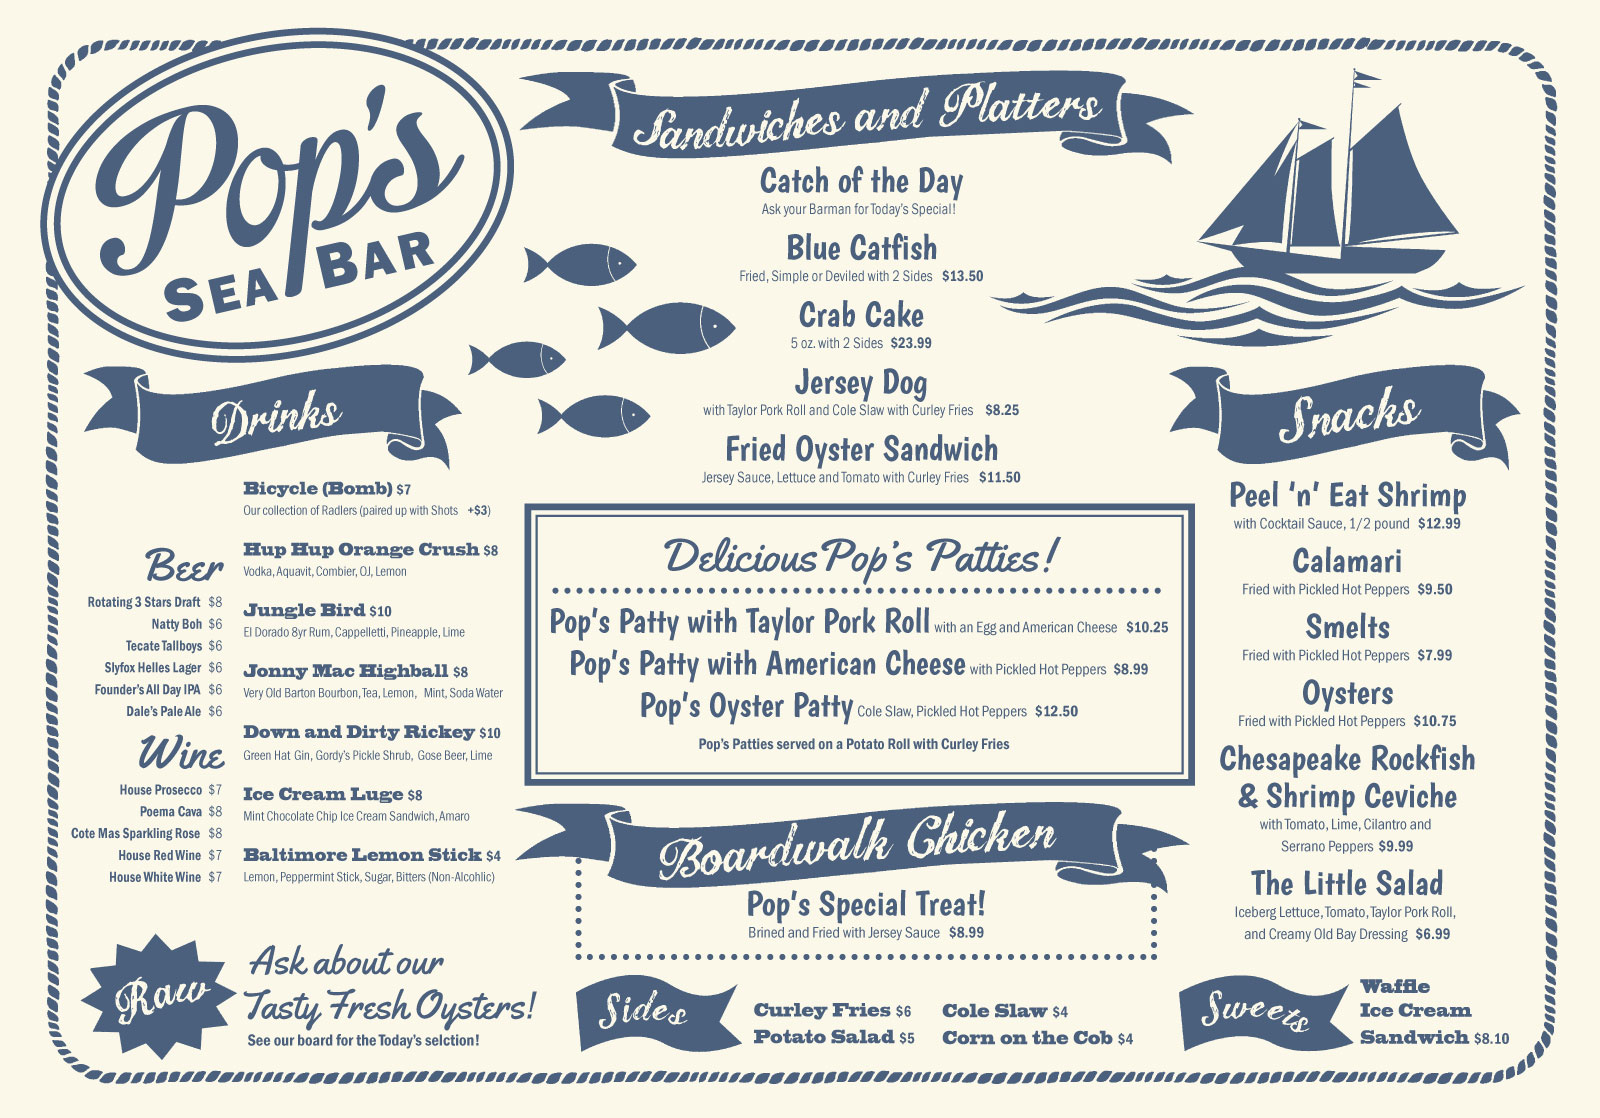 Pop's
SEA BAR
Sandwiches and Platters
Catch of the Day
Ask your Barman for Today's Special!
Blue Catfish
Fried, Simple or Deviled with 2 Sides $13.50
Crab Cake
5 oz. with 2 Sides $23.99
Jersey Dog
with Taylor Pork Roll and Cole Slaw with Curley Fries $8.25
Fried Oyster Sandwich
Jersey Sauce, Lettuce and Tomato with Curley Fries $11.50
Drinks
Bicycle (Bomb) $7
Our collection of Radlers (paired up with Shots +$3)
Hup Hup Orange Crush $8
Vodka, Aquavit, Combier, OJ, Lemon
Jungle Bird $10
El Dorado 8yr Rum, Cappelletti, Pineapple, Lime
Jonny Mac Highball $8
Very Old Barton Bourbon, Tea, Lemon, Mint, Soda Water
Down and Dirty Rickey $10
Green Hat Gin, Gordy's Pickle Shrub, Gose Beer, Lime
Ice Cream Luge $8
Mint Chocolate Chip Ice Cream Sandwich, Amaro
Baltimore Lemon Stick $4
Lemon, Peppermint Stick, Sugar, Bitters (Non-Alcohlic)
Beer
Rotating 3 Stars Draft $8
Natty Boh $6
Tecate Tallboys $6
Slyfox Helles Lager $6
Founder's All Day IPA $6
Dale's Pale Ale $6
Wine
House Prosecco $7
Poema Cava $8
Cote Mas Sparkling Rose $8
House Red Wine $7
House White Wine $7
Delicious Pop's Patties!
Pop's Patty with Taylor Pork Roll with an Egg and American Cheese $10.25
Pop's Patty with American Cheese with Pickled Hot Peppers $8.99
Pop's Oyster Patty Cole Slaw, Pickled Hot Peppers $12.50
Pop's Patties served on a Potato Roll with Curley Fries
Boardwalk Chicken
Pop's Special Treat!
Brined and Fried with Jersey Sauce $8.99
Snacks
Peel 'n' Eat Shrimp
with Cocktail Sauce, 1/2 pound $12.99
Calamari
Fried with Pickled Hot Peppers $9.50
Smelts
Fried with Pickled Hot Peppers $7.99
Oysters
Fried with Pickled Hot Peppers $10.75
Chesapeake Rockfish
& Shrimp Ceviche
with Tomato, Lime, Cilantro and
Serrano Peppers $9.99
The Little Salad
Iceberg Lettuce, Tomato, Taylor Pork Roll,
and Creamy Old Bay Dressing $6.99
Raw
Ask about our
Tasty Fresh Oysters!
See our board for the Today's selction!
Sides
Curley Fries $6
Potato Salad $5
Cole Slaw $4
Corn on the Cob $4
Sweets
Waffle
Ice Cream
Sandwich $8.10